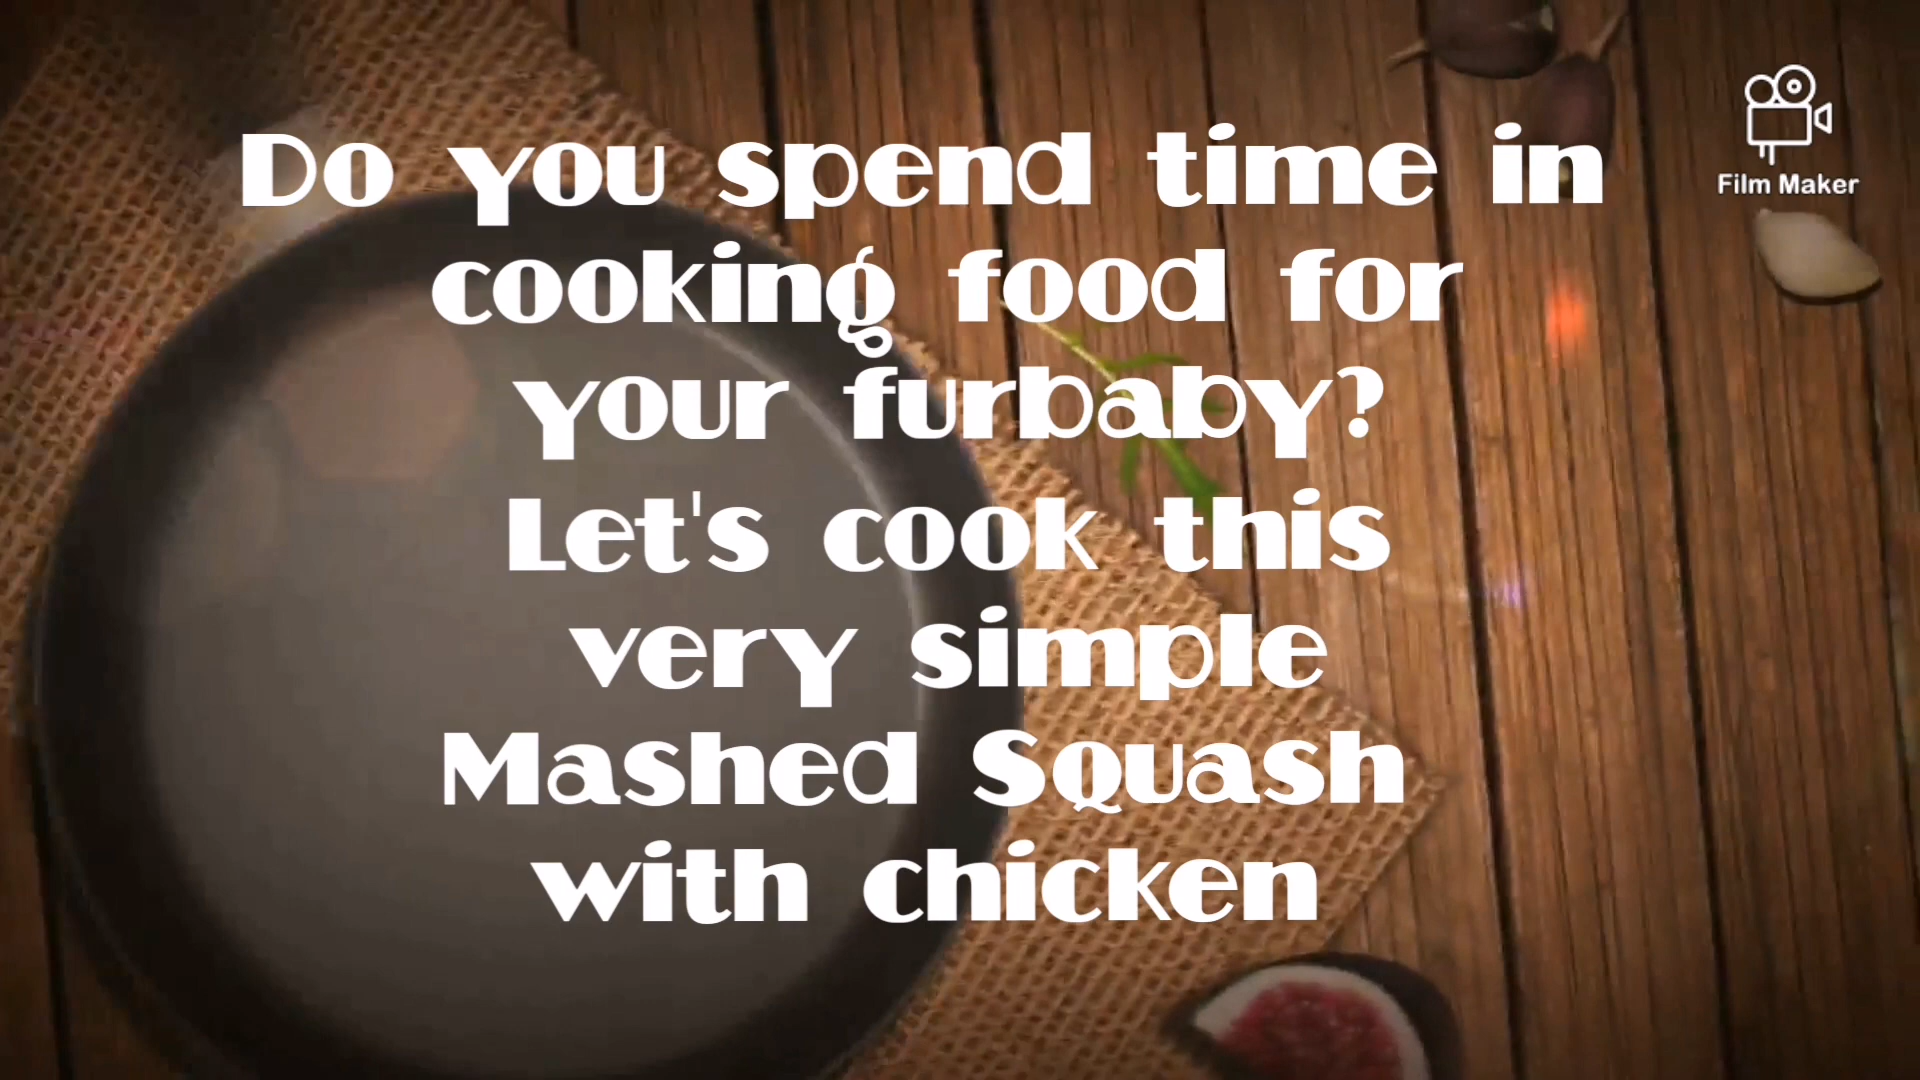 Do you spend time in
cooking food for
your furbaby?
Let's cook this
very simple
Mashed Squash
with chicken
Film Maker